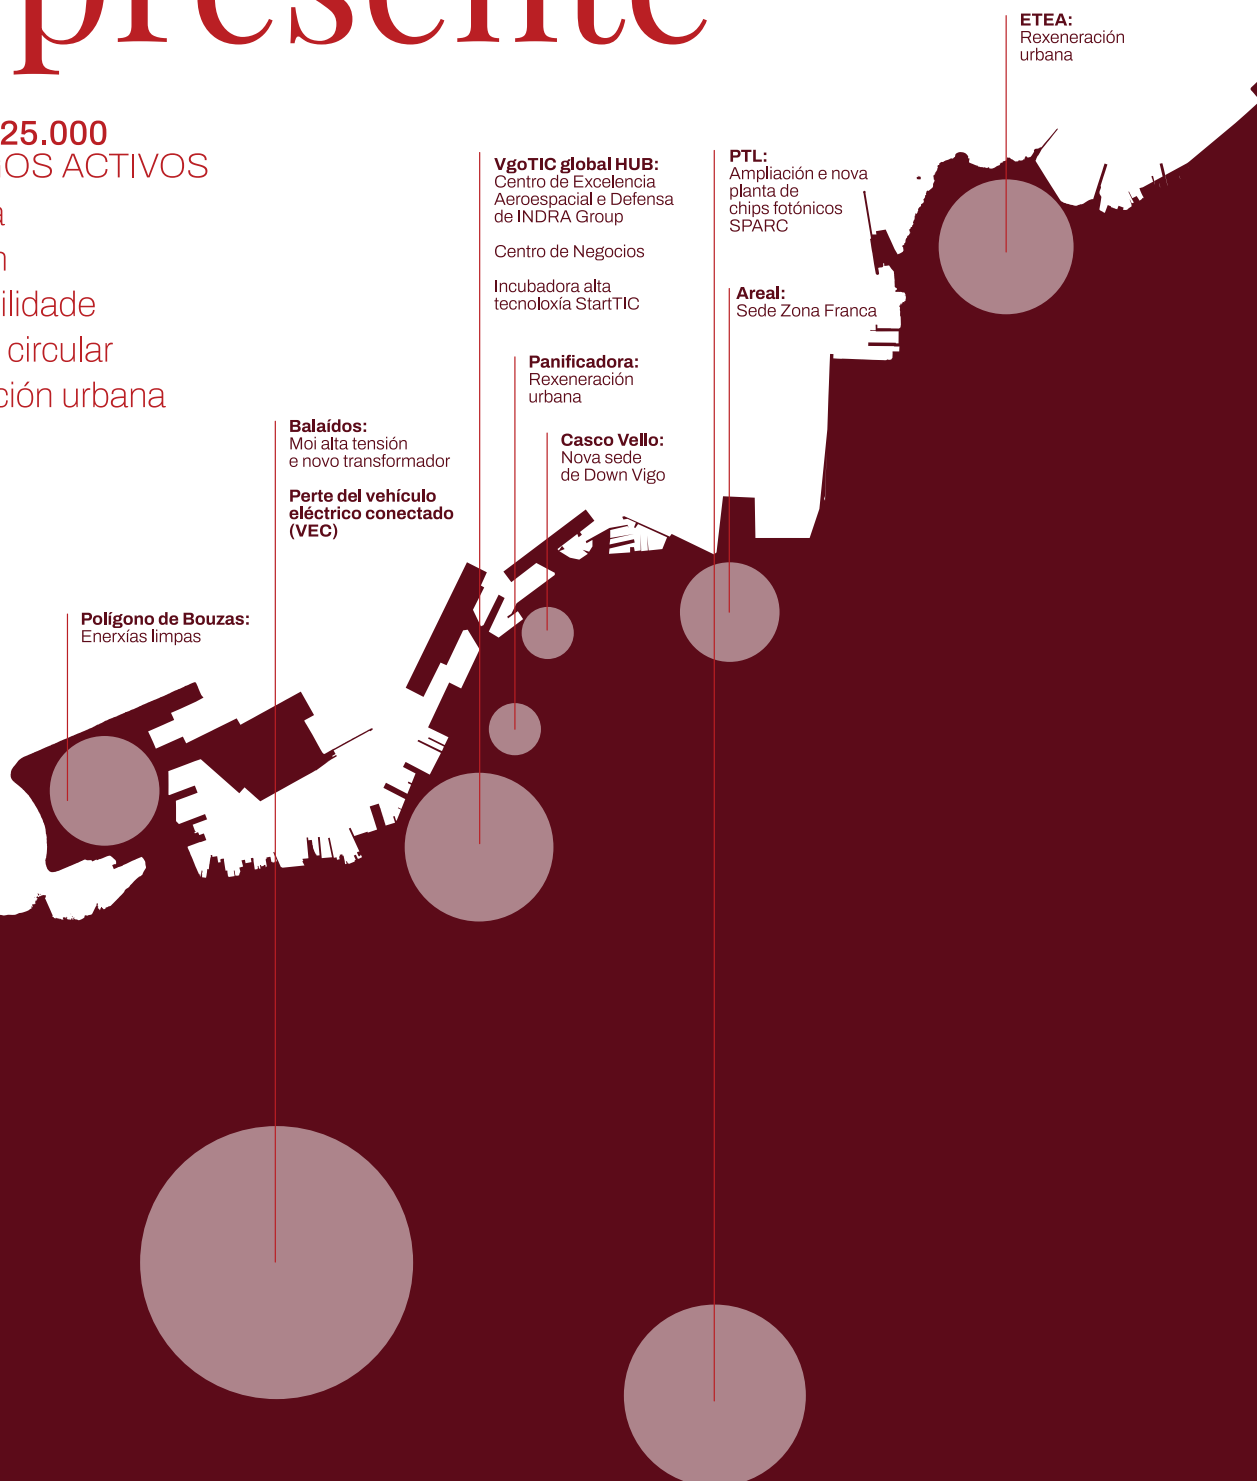 presente
25.000
OS ACTIVOS
ilidade
circular
ción urbana
ETEA:
Rexeneración
urbana
VgoTIC global HUB:
Centro de Excelencia
Aeroespacial e Defensa
de INDRA Group
Centro de Negocios
Incubadora alta
tecnoloxía StartTIC
PTL:
Ampliación e nova
planta de
chips fotónicos
SPARC
Areal:
Sede Zona Franca
Panificadora:
Rexeneración
urbana
Casco Vello:
Nova sede
de Down Vigo
Balaídos:
Moi alta tensión
e novo transformador
Perte del vehículo
eléctrico conectado
(VEC)
Polígono de Bouzas:
Enerxías limpas